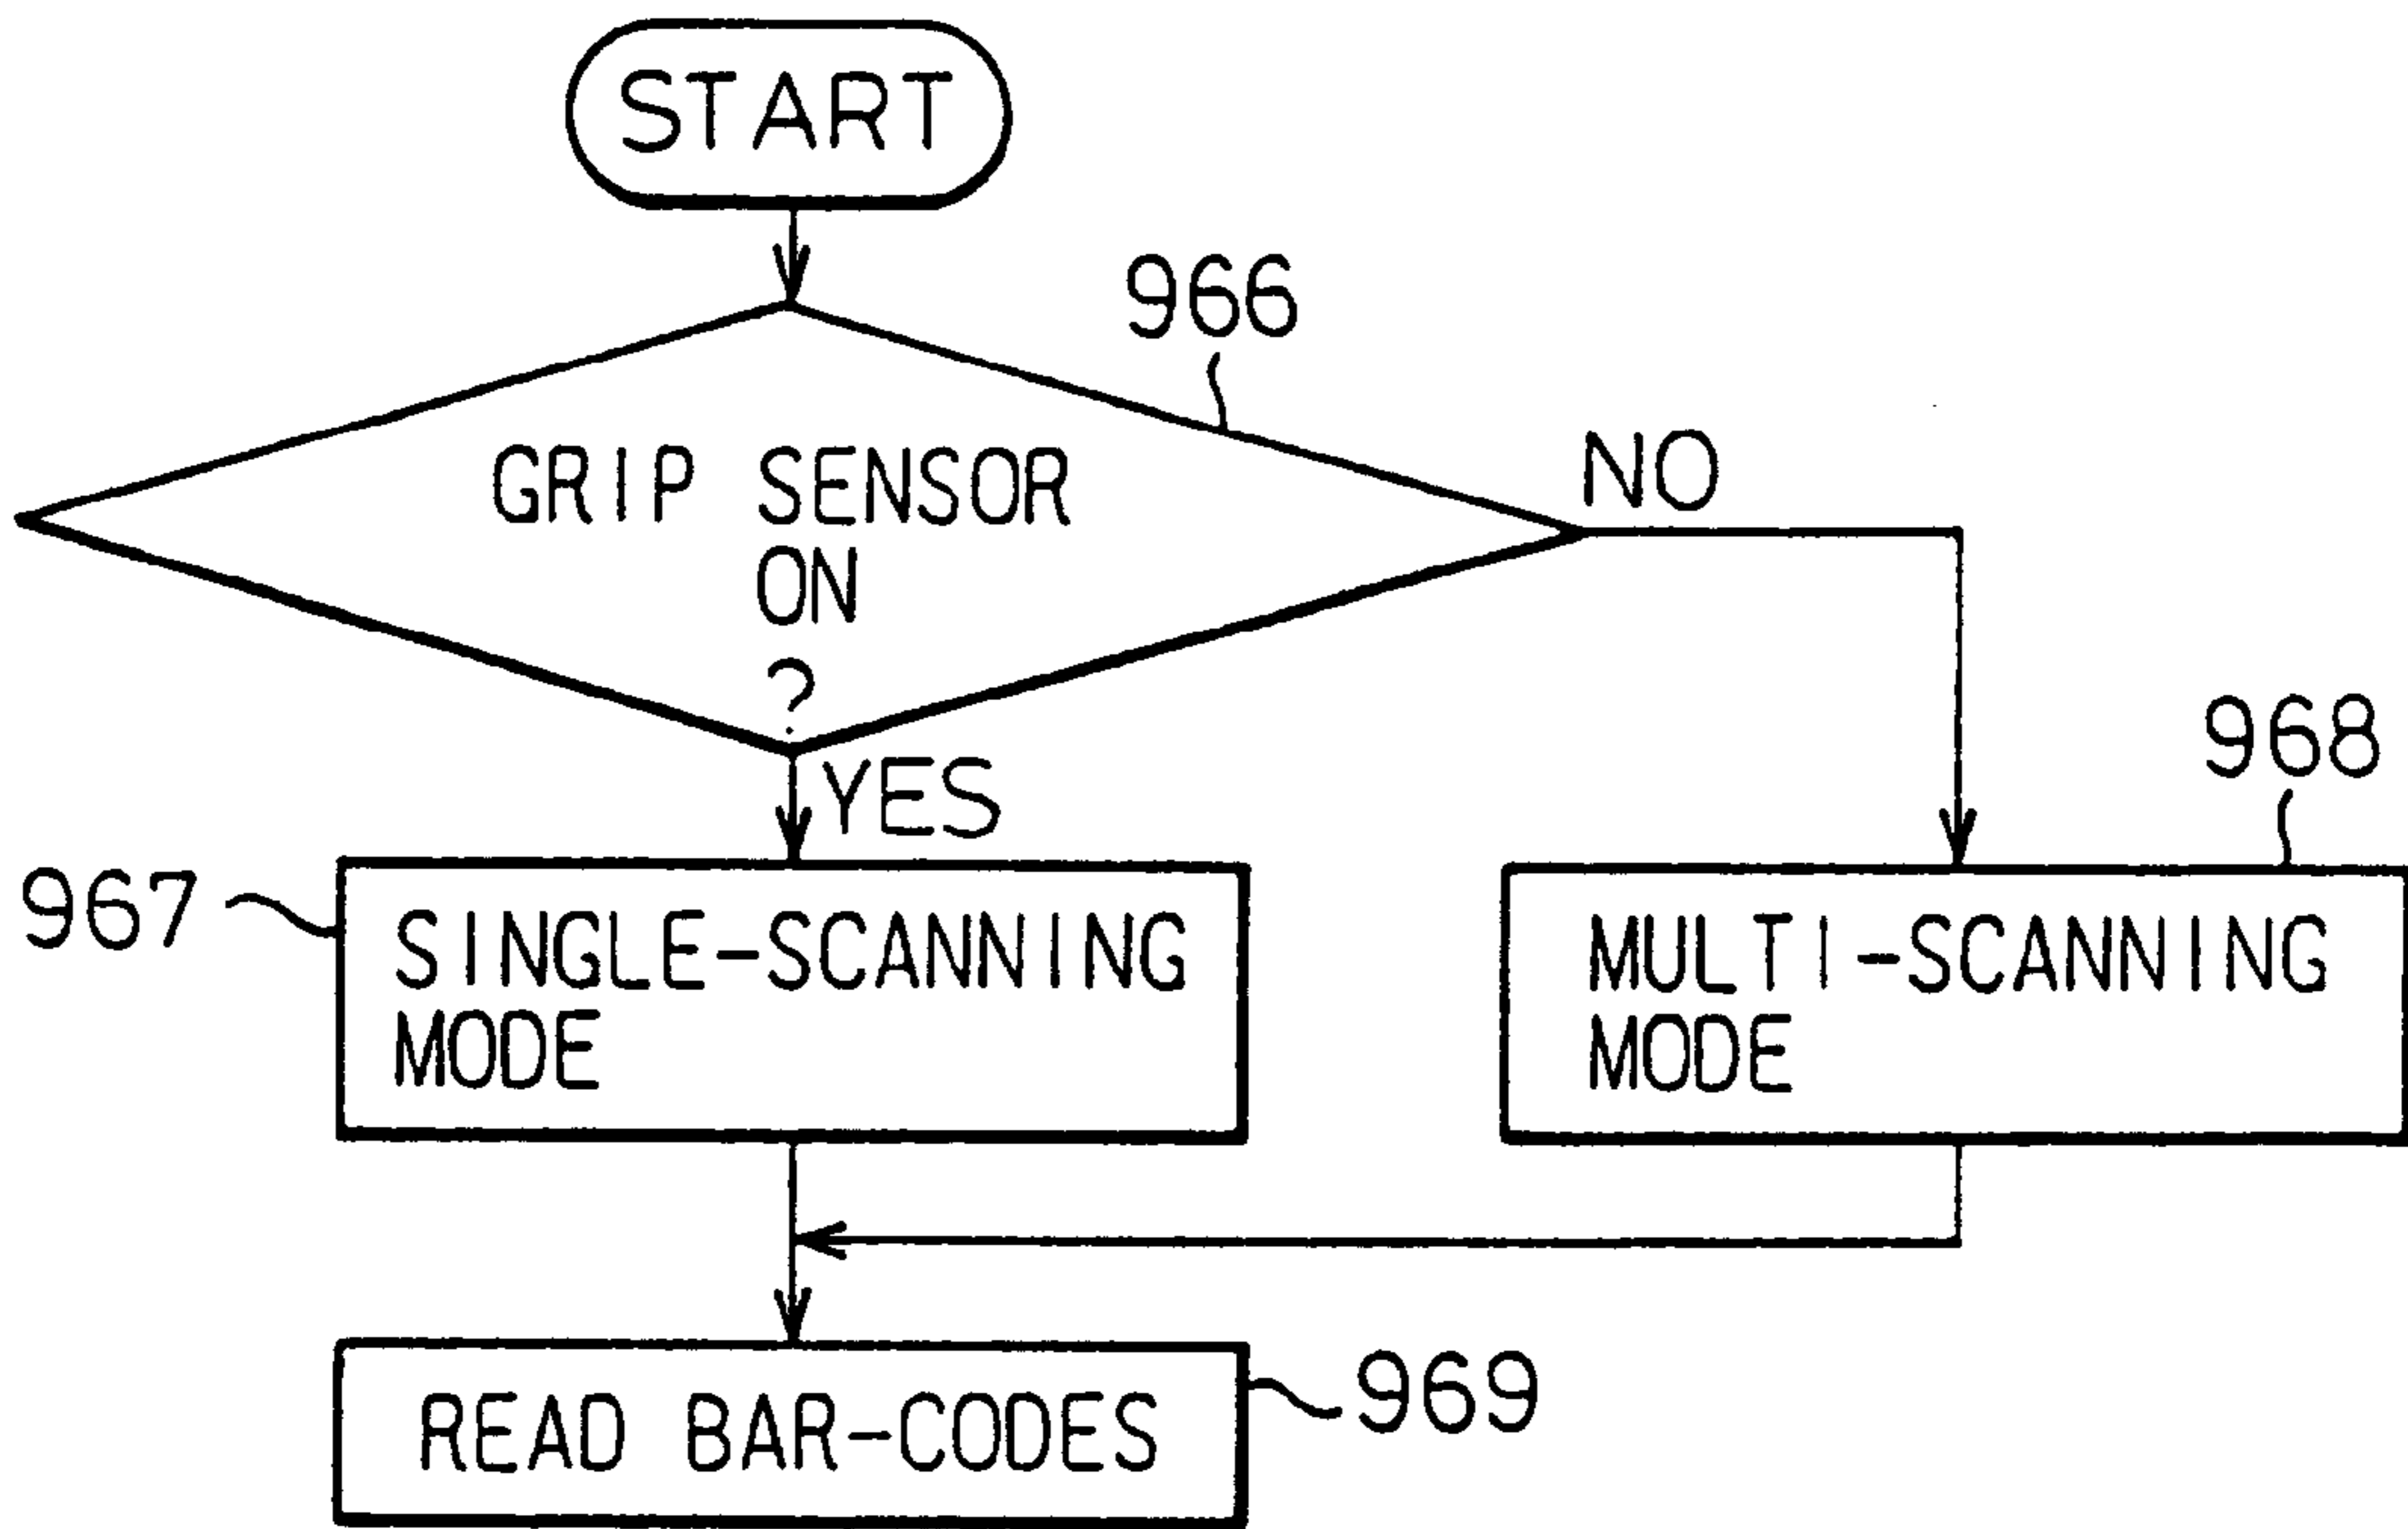 START
966
GRIP SENSOR
ON
?
NO
YES
968
967
SINGLE-SCANNING
MODE
MULTI-SCANNING
MODE
READ BAR-CODES
969